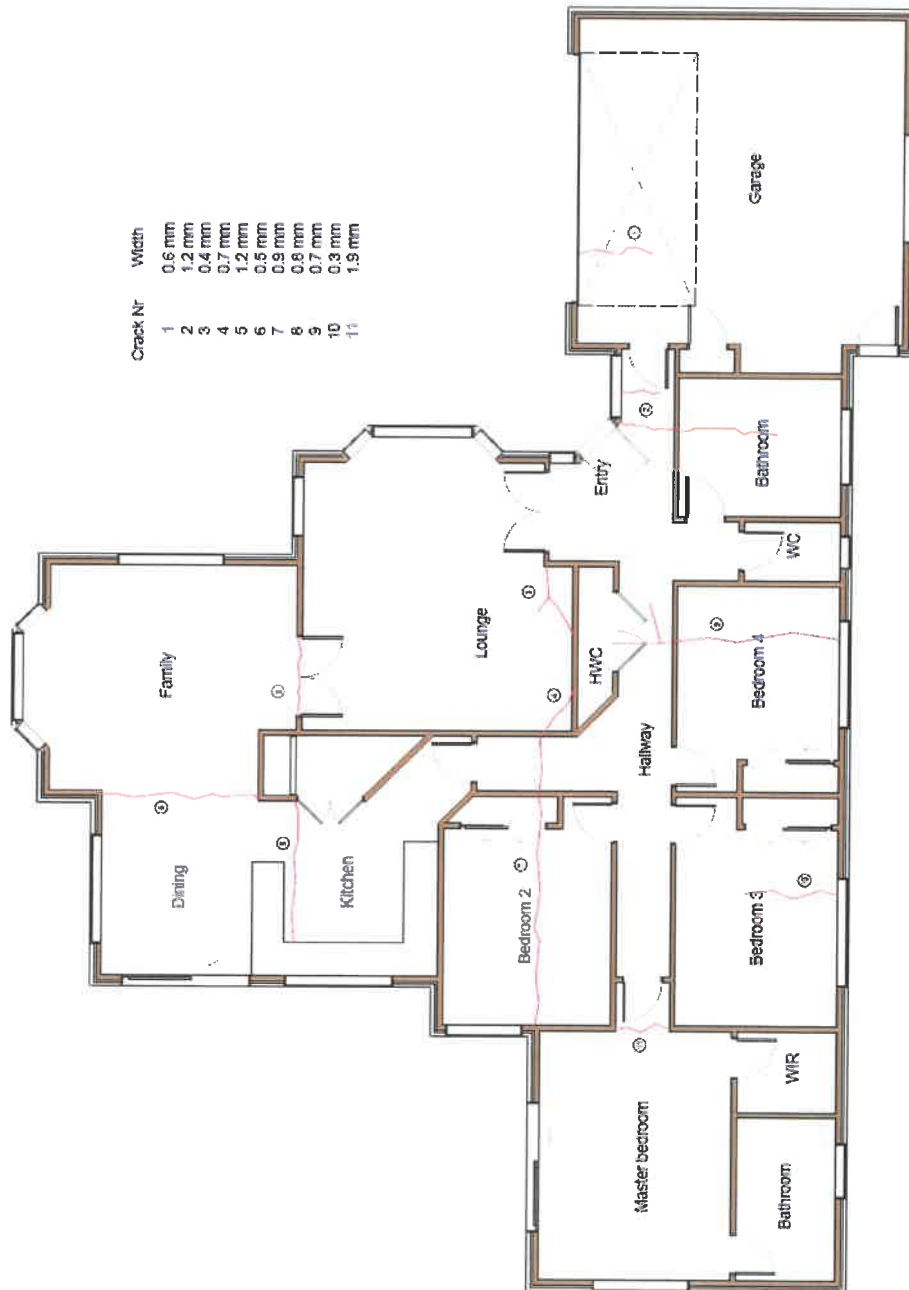 Crack Nr Width
1 0.6 mm
2 1.2 mm
3 0.4 mm
4 0.7 mm
5 1.2 mm
6 0.5 mm
7 0.9 mm
8 0.8 mm
9 0.7 mm
10 0.3 mm
11 1.9 mm
Family
Dining
Kitchen
Lounge
Entry
Garage
HWC
Hallway
Bedroom 2
Bathroom
WC
Bedroom 4
Bedroom 3
Master bedroom
WIR
Bathroom